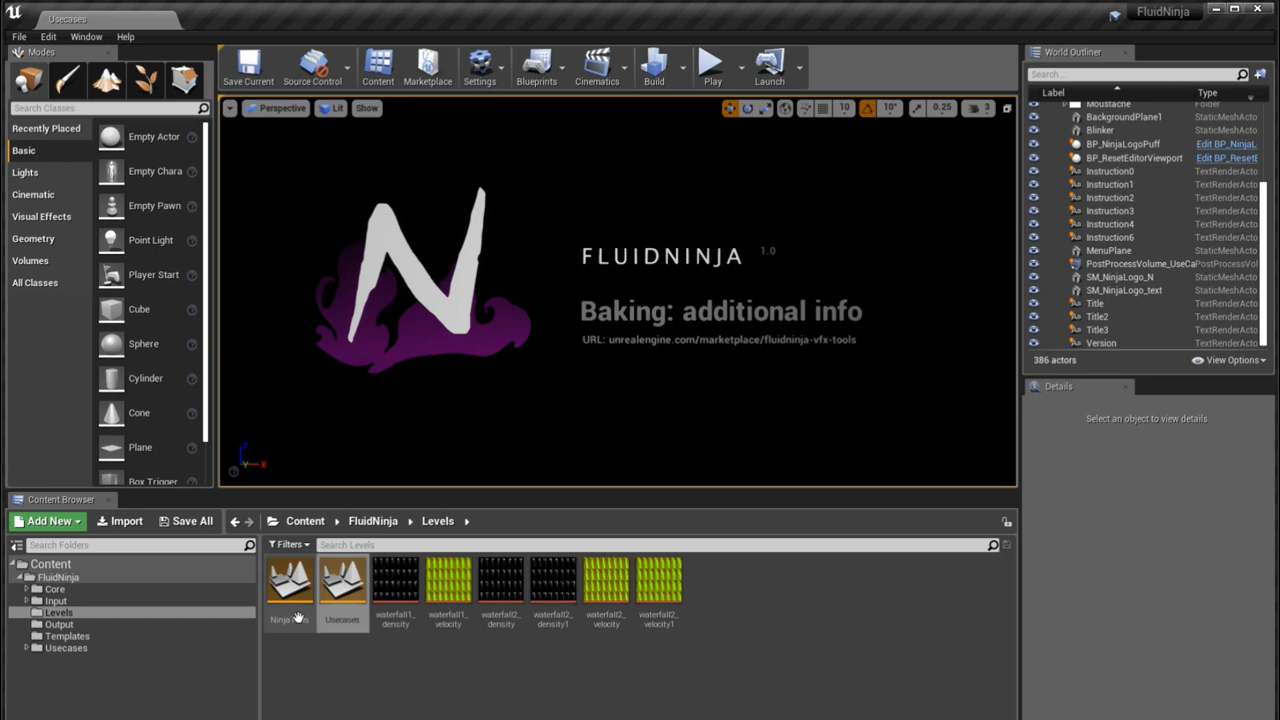 Usecases
FluidNinja
File Edit Window Help
Modes
Search Classes
Recently Placed
Basic
Lights
Cinematic
Visual Effects
Geometry
Volumes
All Classes
Empty Actor
Empty Chara
Empty Pawn
Point Light
Player Start
Cube
Sphere
Cylinder
Cone
Plane
Box Trigger
Save Current Source Control Content Marketplace Settings Blueprints Cinematics Build Play Launch
Perspective Lit Show
10 10° 0.25 3
FLUIDNINJA 1.0
Baking: additional info
URL: unrealengine.com/marketplace/fluidninja-vfx-tools
World Outliner
Search...
Label Type
Moustache Folder
BackgroundPlane1 StaticMeshActo
Blinker StaticMeshActo
BP_NinjaLogoPuff Edit BP_NinjaL
BP_ResetEditorViewport Edit BP_ResetE
Instruction0 TextRenderActo
Instruction1 TextRenderActo
Instruction2 TextRenderActo
Instruction3 TextRenderActo
Instruction4 TextRenderActo
Instruction6 TextRenderActo
MenuPlane StaticMeshActo
PostProcessVolume_UseCa PostProcessVol
SM_NinjaLogo_N StaticMeshActo
SM_NinjaLogo_text StaticMeshActo
Title TextRenderActo
Title2 TextRenderActo
Title3 TextRenderActo
Version TextRenderActo
386 actors View Options
Details
Select an object to view details.
Content Browser
Add New Import Save All Content FluidNinja Levels
Search Folders
Filters Search Levels
Content
FluidNinja
Core
Input
Levels
Output
Templates
Usecases
Usecases
waterfall1_
density
waterfall1_
velocity
waterfall2_
density
waterfall2_
density1
waterfall2_
velocity
waterfall2_
velocity1